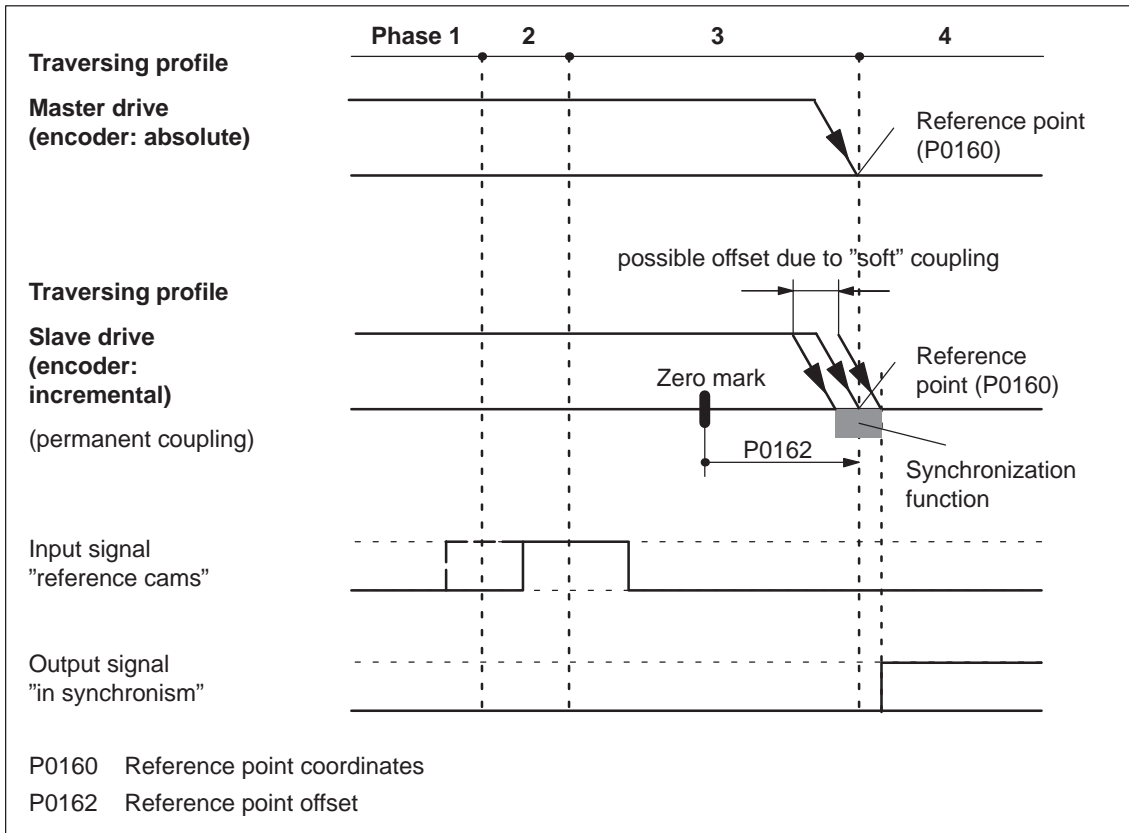 Phase 1 2 3 4
Traversing profile
Master drive
(encoder: absolute)
Reference point
(P0160)
possible offset due to ”soft” coupling
Traversing profile
Slave drive
(encoder:
incremental)
(permanent coupling)
Zero mark
Reference
point (P0160)
P0162
Synchronization
function
Input signal
”reference cams”
Output signal
”in synchronism”
P0160 Reference point coordinates
P0162 Reference point offset